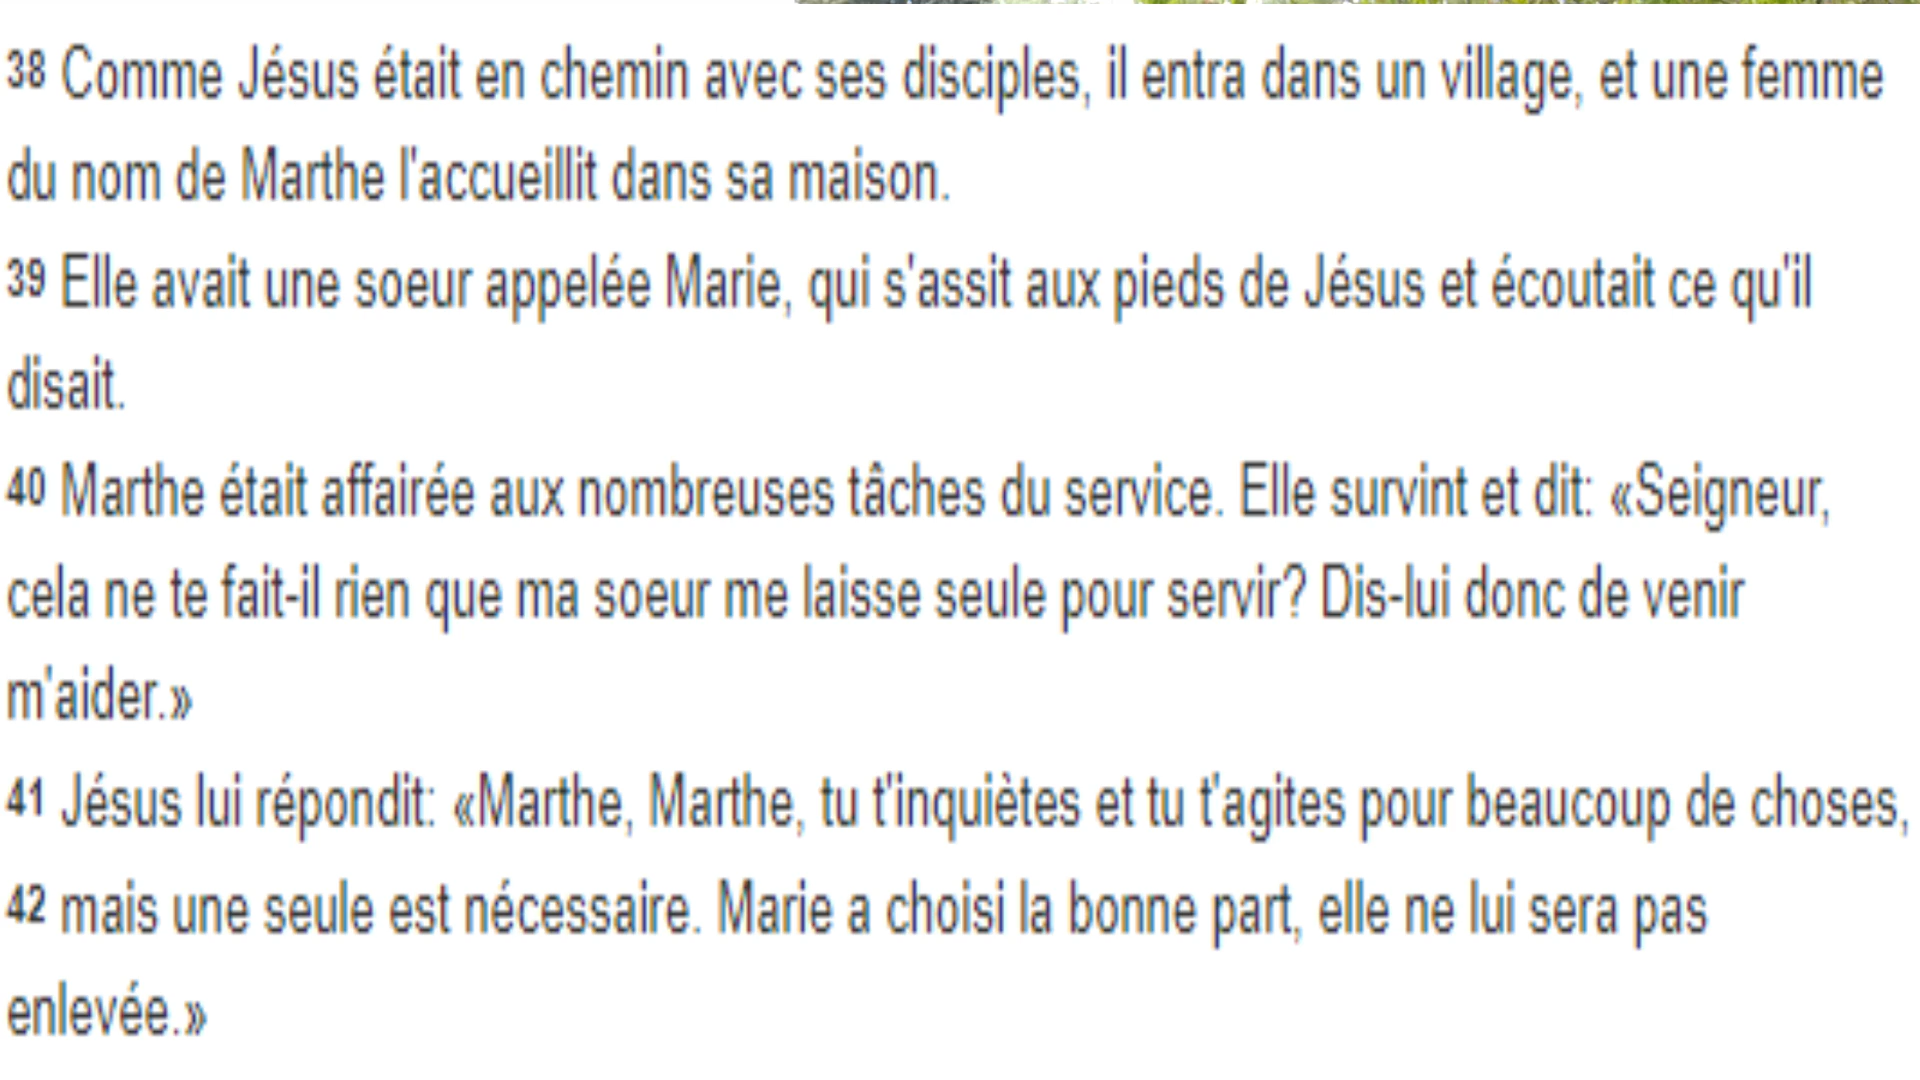 38 Comme Jésus était en chemin avec ses disciples, il entra dans un village, et une femme
du nom de Marthe l'accueillit dans sa maison.
39 Elle avait une soeur appelée Marie, qui s'assit aux pieds de Jésus et écoutait ce qu'il
disait.
40 Marthe était affairée aux nombreuses tâches du service. Elle survint et dit: «Seigneur,
cela ne te fait-il rien que ma soeur me laisse seule pour servir? Dis-lui donc de venir
m'aider.»
41 Jésus lui répondit: «Marthe, Marthe, tu t'inquiètes et tu t'agites pour beaucoup de choses,
42 mais une seule est nécessaire. Marie a choisi la bonne part, elle ne lui sera pas
enlevée.»